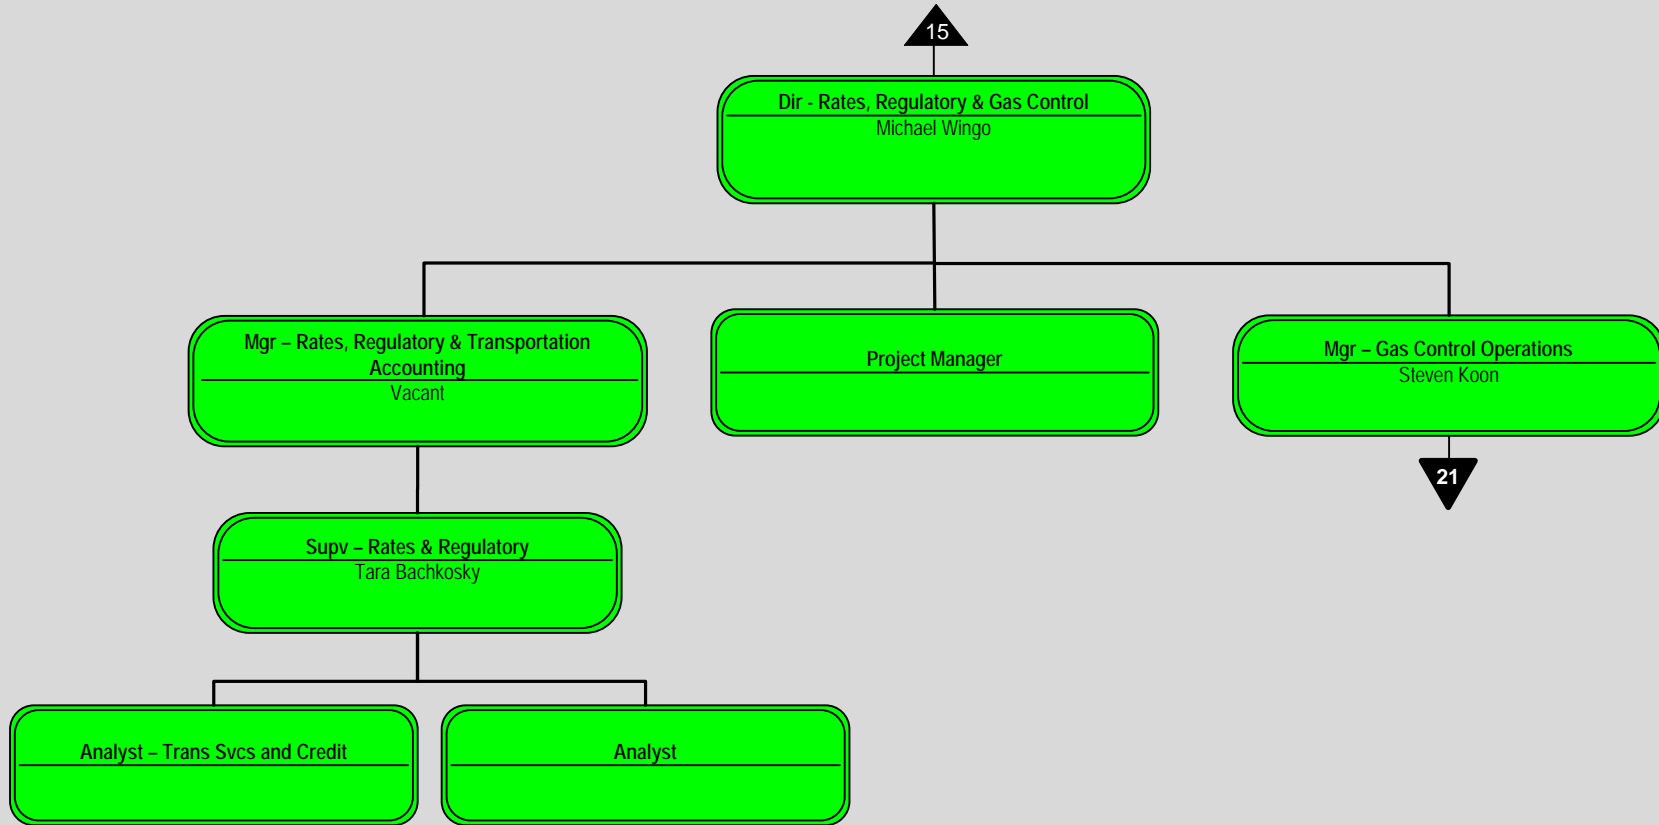 15
Dir - Rates, Regulatory & Gas Control
Michael Wingo
Mgr – Rates, Regulatory & Transportation
Accounting
Vacant
Project Manager
Mgr – Gas Control Operations
Steven Koon
21
Supv – Rates & Regulatory
Tara Bachkosky
Analyst – Trans Svcs and Credit
Analyst